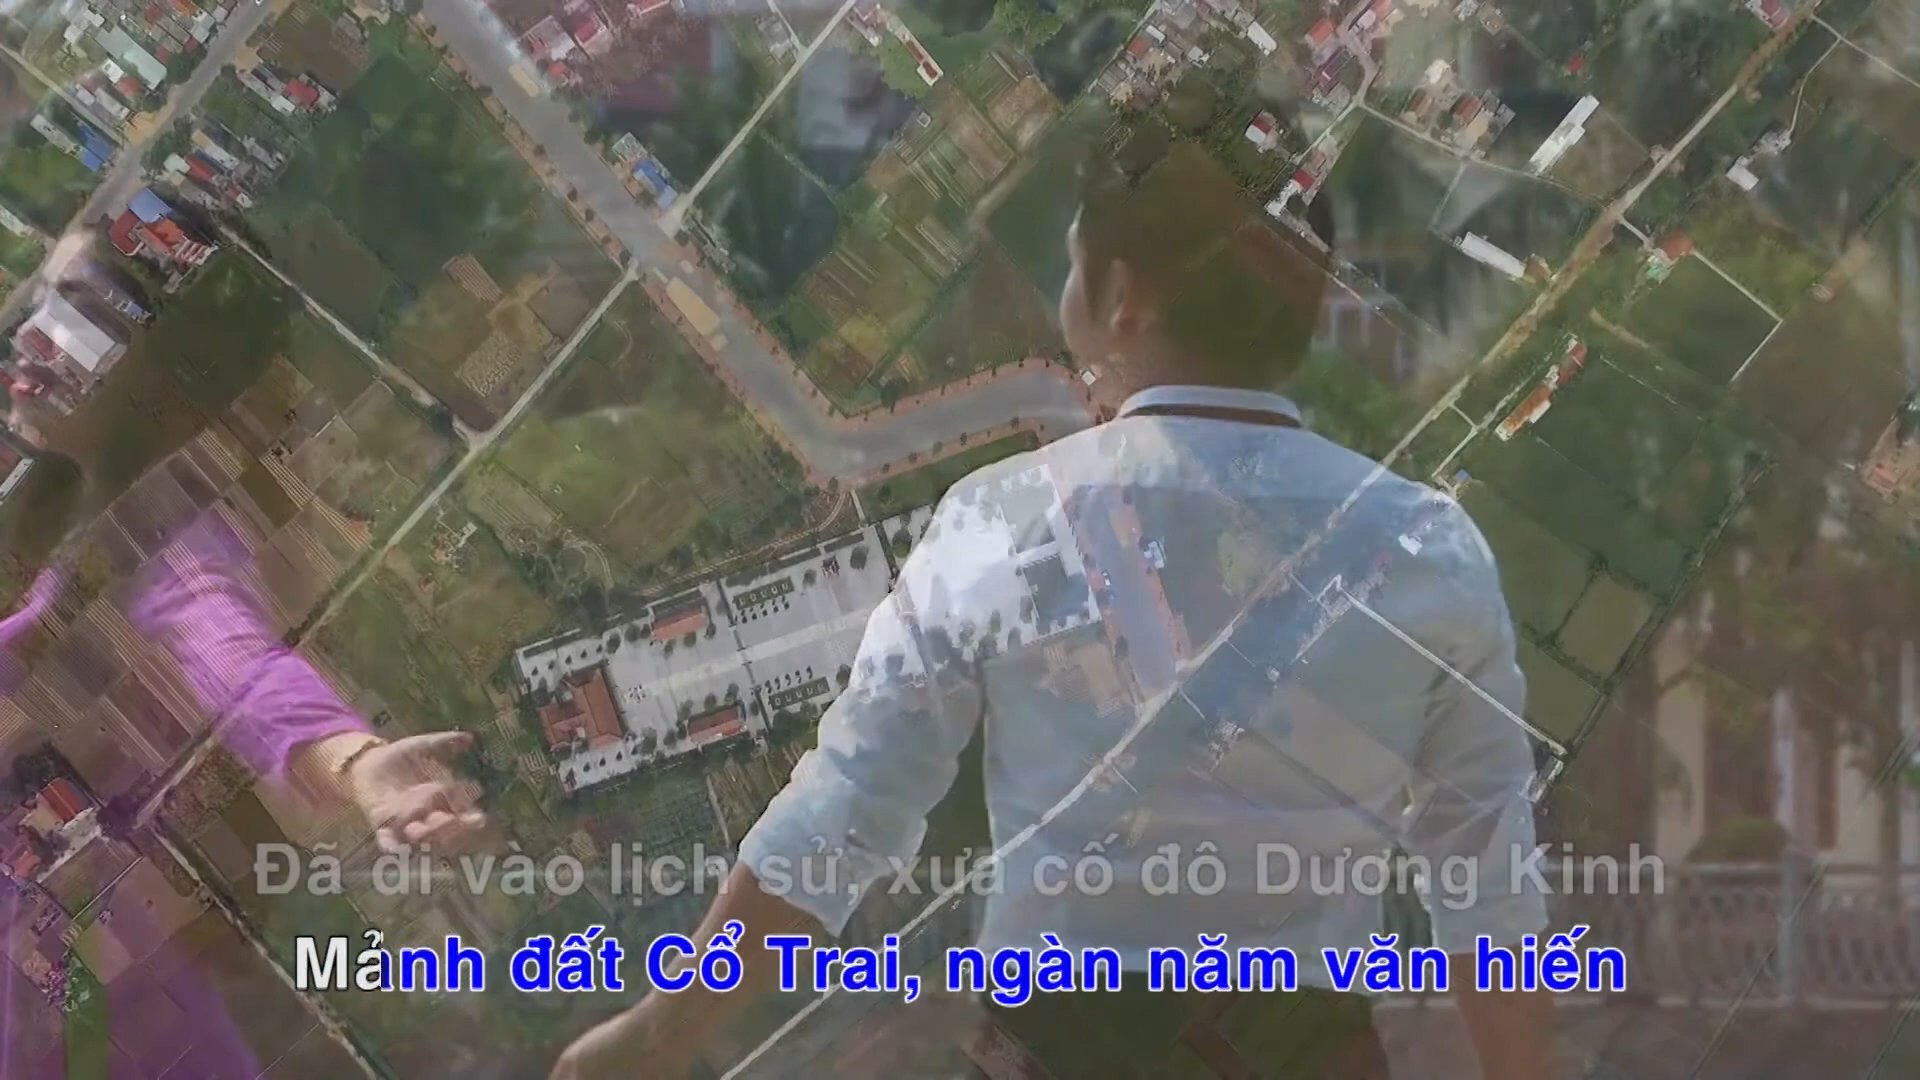 Đã đi vào lịch sử, xưa cố đô Dương Kinh
Mảnh đất Cổ Trai, ngàn năm văn hiến